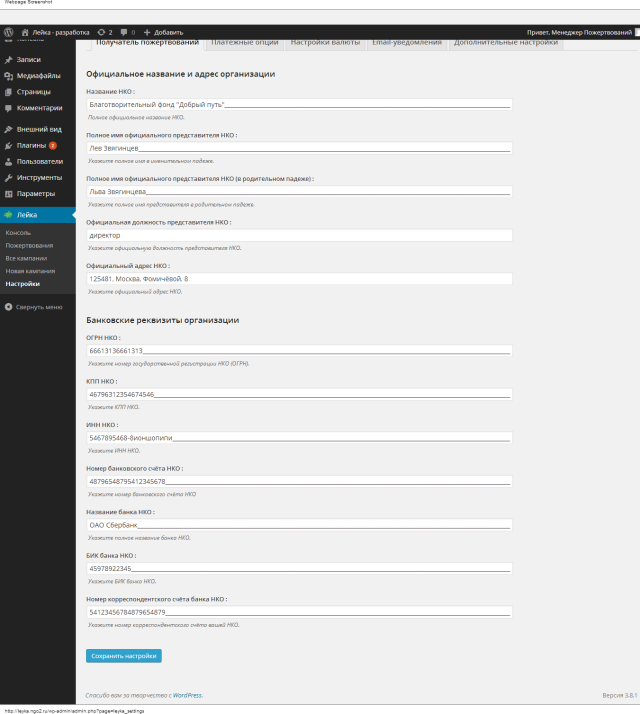 Webpage Screenshot
Лейка - разработка 2 0 Добавить Привет, Менеджер Пожертвований
Консоль
Получатель пожертвований Платежные опции Настройки валюты Email-уведомления Дополнительные настройки
Записи
Медиафайлы
Страницы
Комментарии
Внешний вид
Плагины 2
Пользователи
Инструменты
Параметры
Лейка
Консоль
Пожертвования
Все кампании
Новая кампания
Настройки
Свернуть меню
Официальное название и адрес организации
Название НКО :
Благотворительный фонд "Добрый путь"
Полное официальное название НКО.
Полное имя официального представителя НКО :
Лев Звягинцев
Укажите полное имя в именительном падеже.
Полное имя официального представителя НКО (в родительном падеже) :
Льва Звягинцева
Укажите полное имя представителя в родительном падеже.
Официальная должность представителя НКО :
директор
Укажите официальную должность представителя НКО.
Официальный адрес НКО :
125481, Москва, Фомичёвой, 8
Укажите официальный адрес НКО.
Банковские реквизиты организации
ОГРН НКО :
66613136661313
Укажите номер государственной регистрации НКО (ОГРН).
КПП НКО :
46796312354674546
Укажите КПП НКО.
ИНН НКО :
5467895468-8ионшопипи
Укажите ИНН НКО.
Номер банковского счёта НКО :
48796548795412345678
Укажите номер банковского счёта НКО
Название банка НКО :
ОАО Сбербанк
Укажите полное название банка НКО.
БИК банка НКО :
45978922345
Укажите БИК банка НКО.
Номер корреспондентского счёта банка НКО :
54123456784879654879
Укажите номер корреспондентского счёта вашей НКО.
Сохранить настройки
Спасибо вам за творчество с WordPress.
Версия 3.8.1
http://leyka.ngo2.ru/wp-admin/admin.php?page=leyka_settings